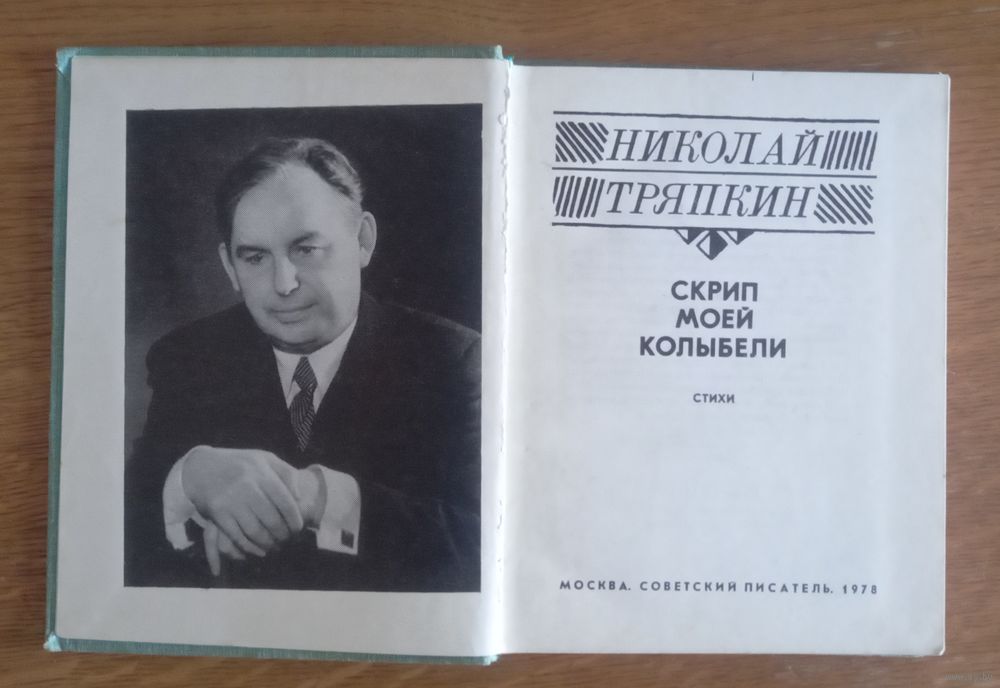 НИКОЛАЙ
ТРЯПКИН
СКРИП
МОЕЙ
КОЛЫБЕЛИ
СТИХИ
МОСКВА. СОВЕТСКИЙ ПИСАТЕЛЬ. 1978